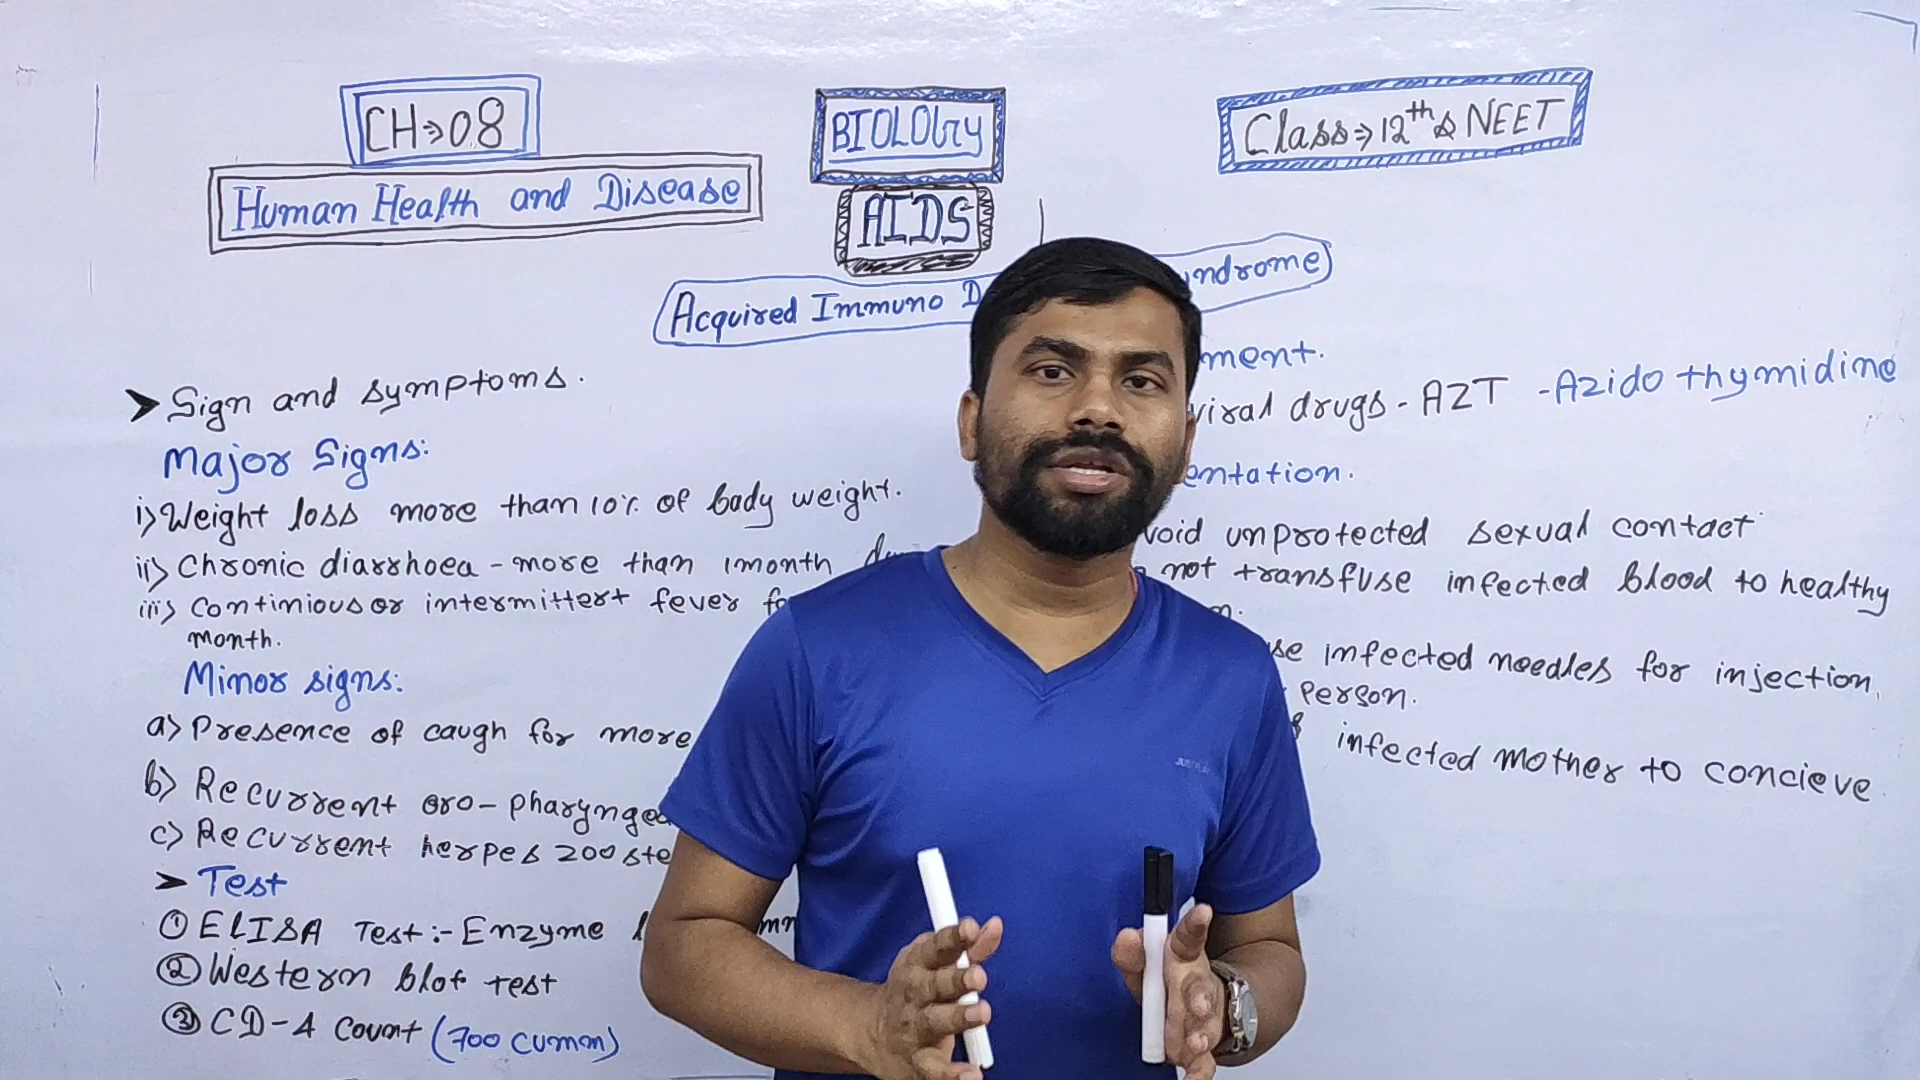 CH⇒08
BIOLOGY
Class⇒12th & NEET
Human Health and Disease
AIDS
Acquired Immuno D
ndrome
➤ Sign and symptoms.
Major Signs:
i) Weight loss more than 10% of body weight.
ii) Chronic diarrhoea - more than 1month
iii) Continious or intermittert fever
month.
Minor signs:
a) Presence of caugh for more
b) Recurrent oro-pharyngea
c) Recurrent herpes zoo ste
➤ Test
① ELISA Test:- Enzyme
② Western blot test
③ CD-4 Count (700 cumm)
ment.
viral drugs - AZT - Azido thymidine
entation.
void unprotected sexual contact
not transfuse infected blood to healthy
n.
se infected needles for injection.
person.
infected mother to concieve